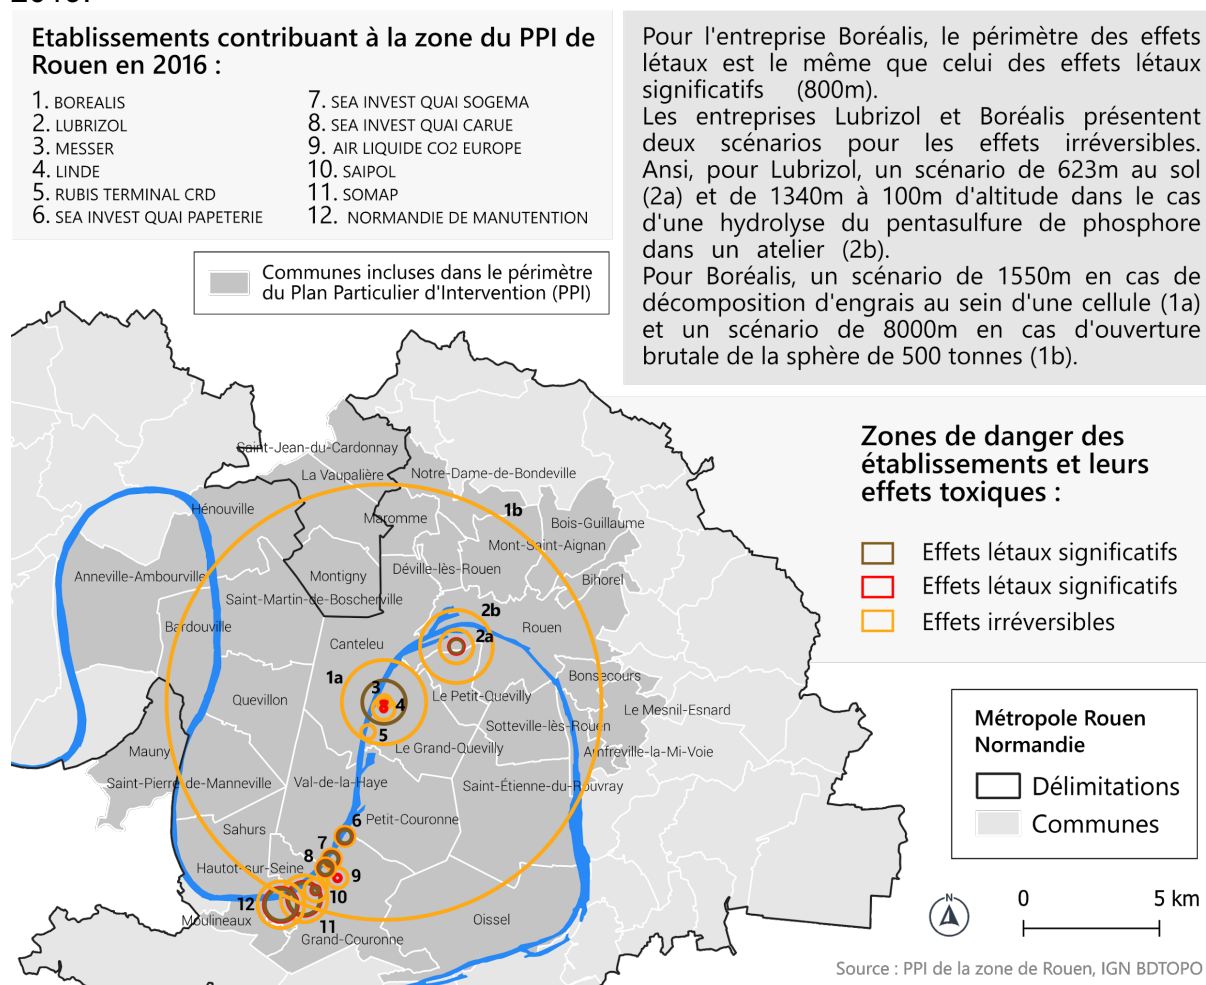 2016.
Etablissements contribuant à la zone du PPI de
Rouen en 2016 :
1. BOREALIS
2. LUBRIZOL
3. MESSER
4. LINDE
5. RUBIS TERMINAL CRD
6. SEA INVEST QUAI PAPETERIE
7. SEA INVEST QUAI SOGEMA
8. SEA INVEST QUAI CARUE
9. AIR LIQUIDE CO2 EUROPE
10. SAIPOL
11. SOMAP
12. NORMANDIE DE MANUTENTION
Pour l'entreprise Boréalis, le périmètre des effets
létaux est le même que celui des effets létaux
significatifs (800m).
Les entreprises Lubrizol et Boréalis présentent
deux scénarios pour les effets irréversibles.
Ansi, pour Lubrizol, un scénario de 623m au sol
(2a) et de 1340m à 100m d'altitude dans le cas
d'une hydrolyse du pentasulfure de phosphore
dans un atelier (2b).
Pour Boréalis, un scénario de 1550m en cas de
décomposition d'engrais au sein d'une cellule (1a)
et un scénario de 8000m en cas d'ouverture
brutale de la sphère de 500 tonnes (1b).
Communes incluses dans le périmètre
du Plan Particulier d'Intervention (PPI)
Zones de danger des
établissements et leurs
effets toxiques :
Effets létaux significatifs
Effets létaux significatifs
Effets irréversibles
Saint-Jean-du-Cardonnay
La Vaupalière
Notre-Dame-de-Bondeville
Hénouville
1b
Maromme
Bois-Guillaume
Mont-Saint-Aignan
Déville-lès-Rouen
Anneville-Ambourville
Montigny
Bihorel
Saint-Martin-de-Boscherville
2b
Bardouville
Rouen
2a
Canteleu
1a
Bonsecours
3
Quevillon
4
Le Petit-Quevilly
Le Mesnil-Esnard
Sotteville-lès-Rouen
5
Mauny
Le Grand-Quevilly
Amfreville-la-Mi-Voie
Saint-Pierre-de-Manneville
Val-de-la-Haye
Saint-Étienne-du-Rouvray
6
Petit-Couronne
Sahurs
7
8
Hautot-sur-Seine
9
10
12
Moulineaux
11
Oissel
Grand-Couronne
Métropole Rouen
Normandie
Délimitations
Communes
N
0 5 km
Source : PPI de la zone de Rouen, IGN BDTOPO